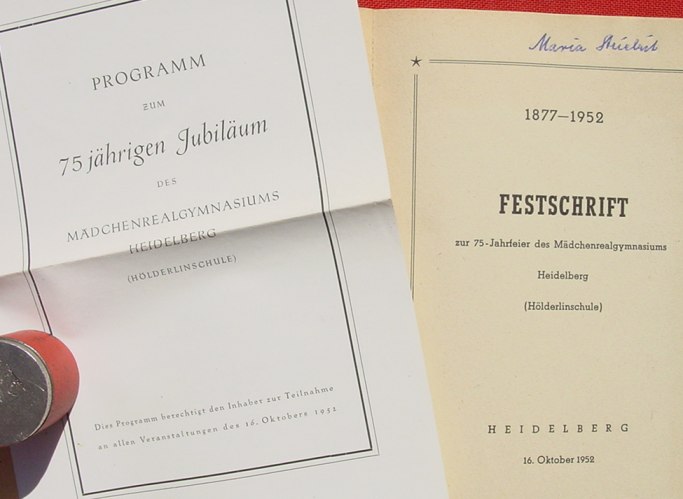 PROGRAMM
ZUM
75 jährigen Jubiläum
DES
MÄDCHENREALGYMNASIUMS
HEIDELBERG
(HÖLDERLINSCHULE)
Dies Programm berechtigt den Inhaber zur Teilnahme
an allen Veranstaltungen des 16. Oktobers 1952
Maria
1877—1952
FESTSCHRIFT
zur 75-Jahrfeier des Mädchenrealgymnasiums
Heidelberg
(Hölderlinschule)
HEIDELBERG
16. Oktober 1952